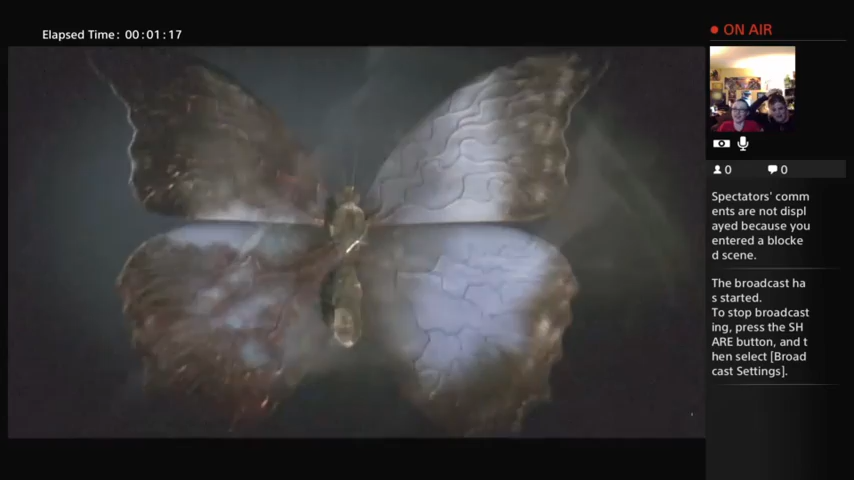 Elapsed Time: 00:01:17
ON AIR
0 0
Spectators' comm
ents are not displ
ayed because you
entered a blocke
d scene.
The broadcast ha
s started.
To stop broadcast
ing, press the SH
ARE button, and t
hen select [Broad
cast Settings].